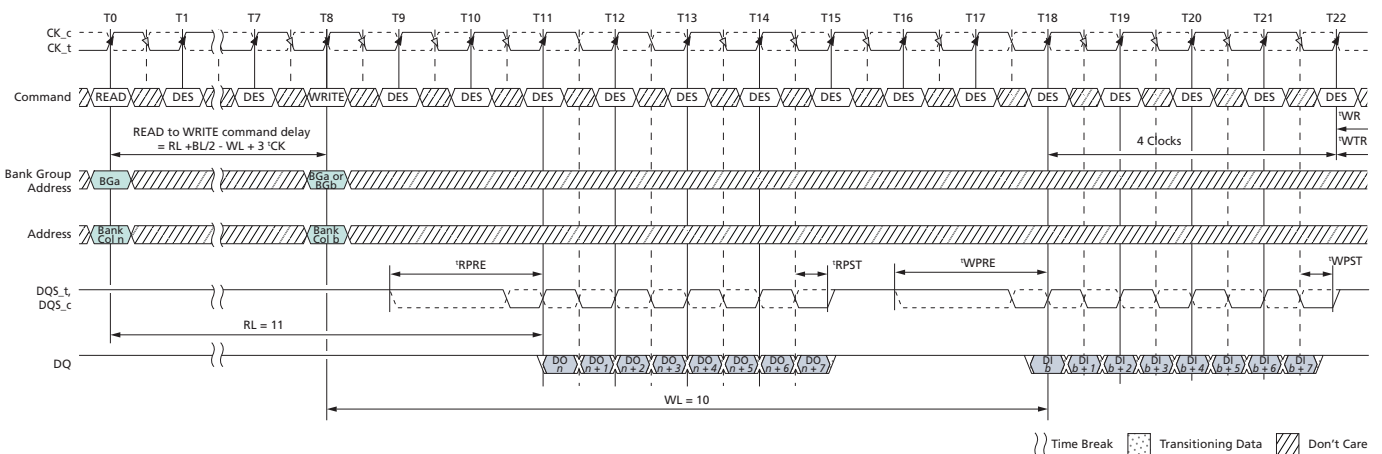 T0 T1 T7 T8 T9 T10 T11 T12 T13 T14 T15 T16 T17 T18 T19 T20 T21 T22
CK_c
CK_t
Command READ DES DES WRITE DES DES DES DES DES DES DES DES DES DES DES DES DES DES
READ to WRITE command delay
= RL +BL/2 - WL + 3 tCK
tWR
4 Clocks
tWTR
Bank Group
Address
BGa
BGa or
BGb
Address
Bank
Col n
Bank
Col b
tRPRE
tRPST
tWPRE
tWPST
DQS_t,
DQS_c
RL = 11
DQ
DO
n
DO
n + 1
DO
n + 2
DO
n + 3
DO
n + 4
DO
n + 5
DO
n + 6
DO
n + 7
DI
b
DI
b + 1
DI
b + 2
DI
b + 3
DI
b + 4
DI
b + 5
DI
b + 6
DI
b + 7
WL = 10
Time Break Transitioning Data Don't Care